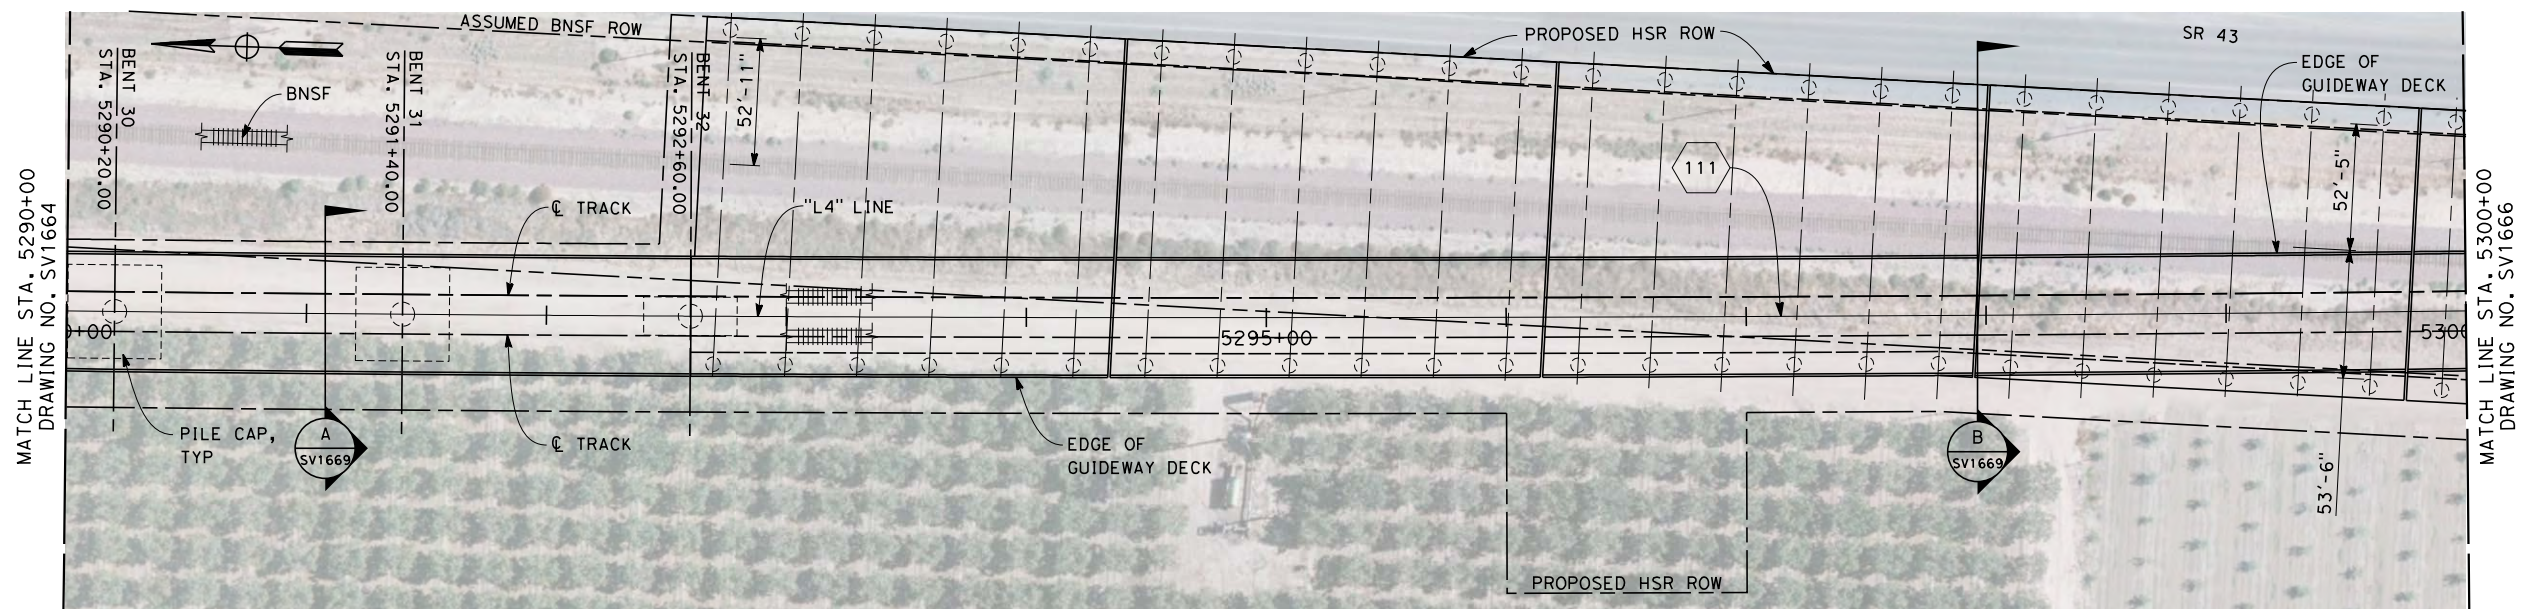 ASSUMED BNSF ROW
PROPOSED HSR ROW
SR 43
EDGE OF
GUIDEWAY DECK
BENT 30
STA. 5290+20.00
BENT 31
STA. 5291+40.00
BENT 32
STA. 5292+60.00
BNSF
52'-11"
111
52'-5"
℄ TRACK
"L4" LINE
MATCH LINE STA. 5290+00
DRAWING NO. SV1664
MATCH LINE STA. 5300+00
DRAWING NO. SV1666
0+00
5295+00
5300
PILE CAP,
TYP
A
SV1669
℄ TRACK
EDGE OF
GUIDEWAY DECK
B
SV1669
53'-6"
PROPOSED HSR ROW